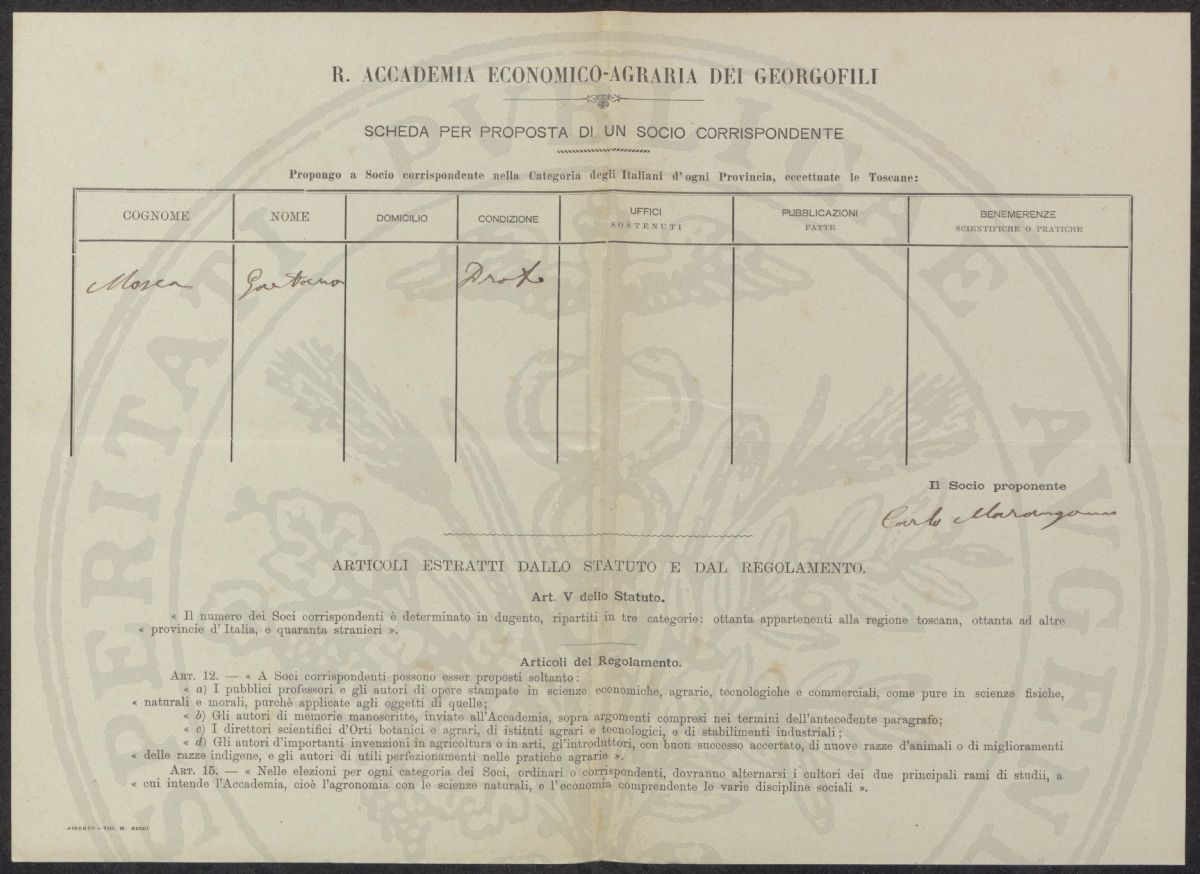 R. ACCADEMIA ECONOMICO-AGRARIA DEI GEORGOFILI
SCHEDA PER PROPOSTA DI UN SOCIO CORRISPONDENTE
Propongo a Socio corrispondente nella Categoria degli Italiani d'ogni Provincia, eccettuate le Toscane:
COGNOME NOME DOMICILIO CONDIZIONE UFFICI SOSTENUTI PUBBLICAZIONI FATTE BENEMERENZE SCIENTIFICHE O PRATICHE
Mosca Gaetano
Il Socio proponente
Carlo Marangoni
ARTICOLI ESTRATTI DALLO STATUTO E DAL REGOLAMENTO.
Art. V dello Statuto.
« Il numero dei Soci corrispondenti è determinato in dugento, ripartiti in tre categorie: ottanta appartenenti alla regione toscana, ottanta ad altre
« provincie d'Italia, e quaranta stranieri ».
Articoli del Regolamento.
ART. 12. — « A Soci corrispondenti possono esser proposti soltanto:
« a) I pubblici professori e gli autori di opere stampate in scienze economiche, agrarie, tecnologiche e commerciali, come pure in scienze fisiche,
« naturali e morali, purchè applicate agli oggetti di quelle;
« b) Gli autori di memorie manoscritte, inviate all'Accademia, sopra argomenti compresi nei termini dell'antecedente paragrafo;
« c) I direttori scientifici d'Orti botanici e agrari, di istituti agrari e tecnologici, e di stabilimenti industriali;
« d) Gli autori d'importanti invenzioni in agricoltura o in arti, gl'introduttori, con buon successo accertato, di nuove razze d'animali o di miglioramenti
« delle razze indigene, e gli autori di utili perfezionamenti nelle pratiche agrarie ».
ART. 15. — « Nelle elezioni per ogni categoria dei Soci, ordinari o corrispondenti, dovranno alternarsi i cultori dei due principali rami di studii, a
« cui intende l'Accademia, cioè l'agronomia con le scienze naturali, e l'economia comprendente le varie discipline sociali ».
FIRENZE — TIP. M. RICCI
PROSPERITATI PVBLICAE AVGENDAE